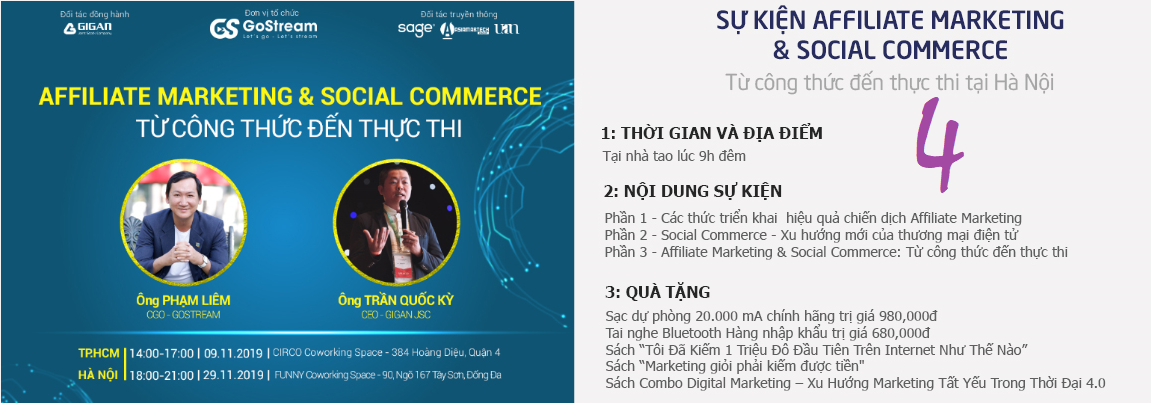 Đối tác đồng hành
GIGAN
Đơn vị tổ chức
GS GoStream
Let's go - Let's stream
Đối tác truyền thông
sage
AFFILIATE MARKETING & SOCIAL COMMERCE
TỪ CÔNG THỨC ĐẾN THỰC THI
Ông PHẠM LIÊM
CGO - GOSTREAM
Ông TRẦN QUỐC KỲ
CEO - GIGAN JSC
TP.HCM 14:00-17:00 | 09.11.2019 | CIRCO Coworking Space - 384 Hoàng Diệu, Quận 4
HÀ NỘI 18:00-21:00 | 29.11.2019 | FUNNY Coworking Space - 90, Ngõ 167 Tây Sơn, Đống Đa
SỰ KIỆN AFFILIATE MARKETING
& SOCIAL COMMERCE
Từ công thức đến thực thi tại Hà Nội
4
1: THỜI GIAN VÀ ĐỊA ĐIỂM
Tại nhà tao lúc 9h đêm
2: NỘI DUNG SỰ KIỆN
Phần 1 - Các thức triển khai hiệu quả chiến dịch Affiliate Marketing
Phần 2 - Social Commerce - Xu hướng mới của thương mại điện tử
Phần 3 - Affiliate Marketing & Social Commerce: Từ công thức đến thực thi
3: QUÀ TẶNG
Sạc dự phòng 20.000 mA chính hãng trị giá 980,000đ
Tai nghe Bluetooth Hàng nhập khẩu trị giá 680,000đ
Sách “Tôi Đã Kiếm 1 Triệu Đô Đầu Tiên Trên Internet Như Thế Nào”
Sách “Marketing giỏi phải kiếm được tiền"
Sách Combo Digital Marketing – Xu Hướng Marketing Tất Yếu Trong Thời Đại 4.0